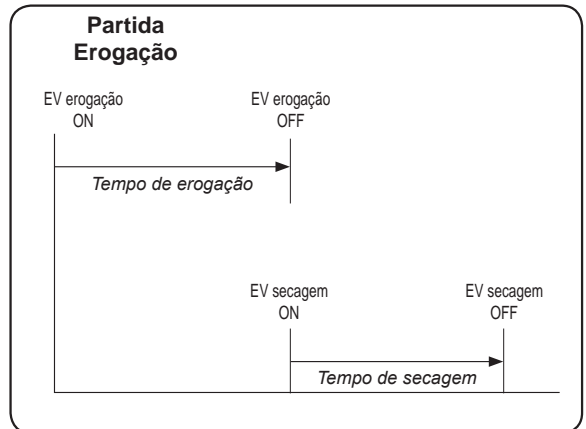 Partida
Erogação
EV erogação
ON
EV erogação
OFF
Tempo de erogação
EV secagem
ON
EV secagem
OFF
Tempo de secagem